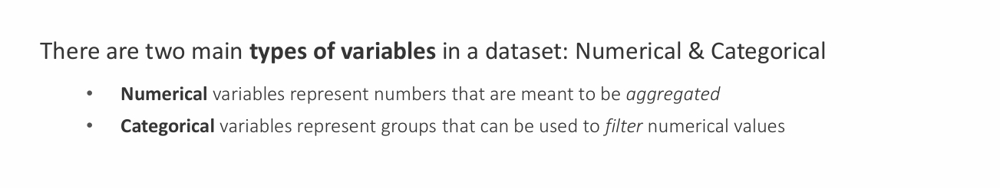 There are two main types of variables in a dataset: Numerical & Categorical
• Numerical variables represent numbers that are meant to be aggregated
• Categorical variables represent groups that can be used to filter numerical values